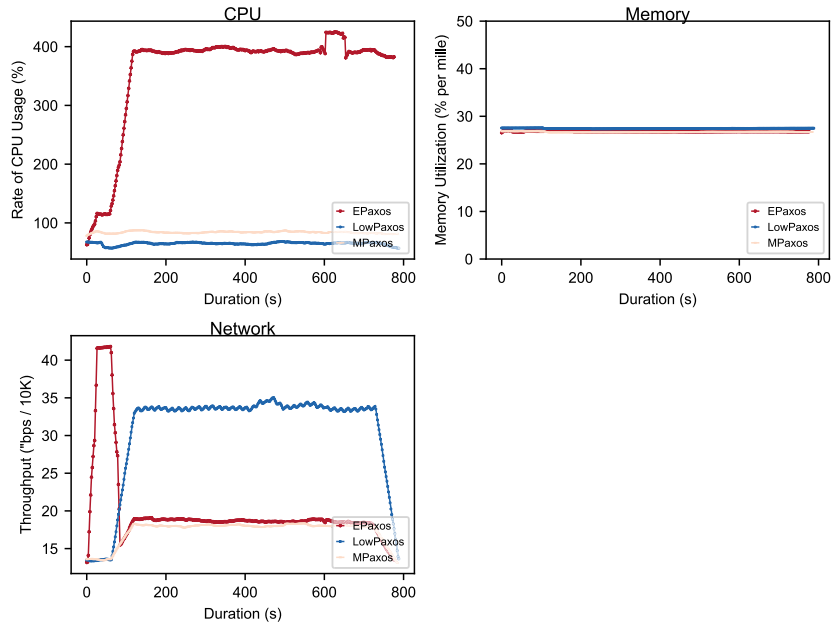 CPU
Rate of CPU Usage (%)
400
300
200
100
EPaxos
LowPaxos
MPaxos
0
200
400
600
800
Duration (s)
Memory
Memory Utilization (% per mille)
50
40
30
20
10
0
EPaxos
LowPaxos
MPaxos
0
200
400
600
800
Duration (s)
Network
Throughput ("bps / 10K)
40
35
30
25
20
15
EPaxos
LowPaxos
MPaxos
0
200
400
600
800
Duration (s)